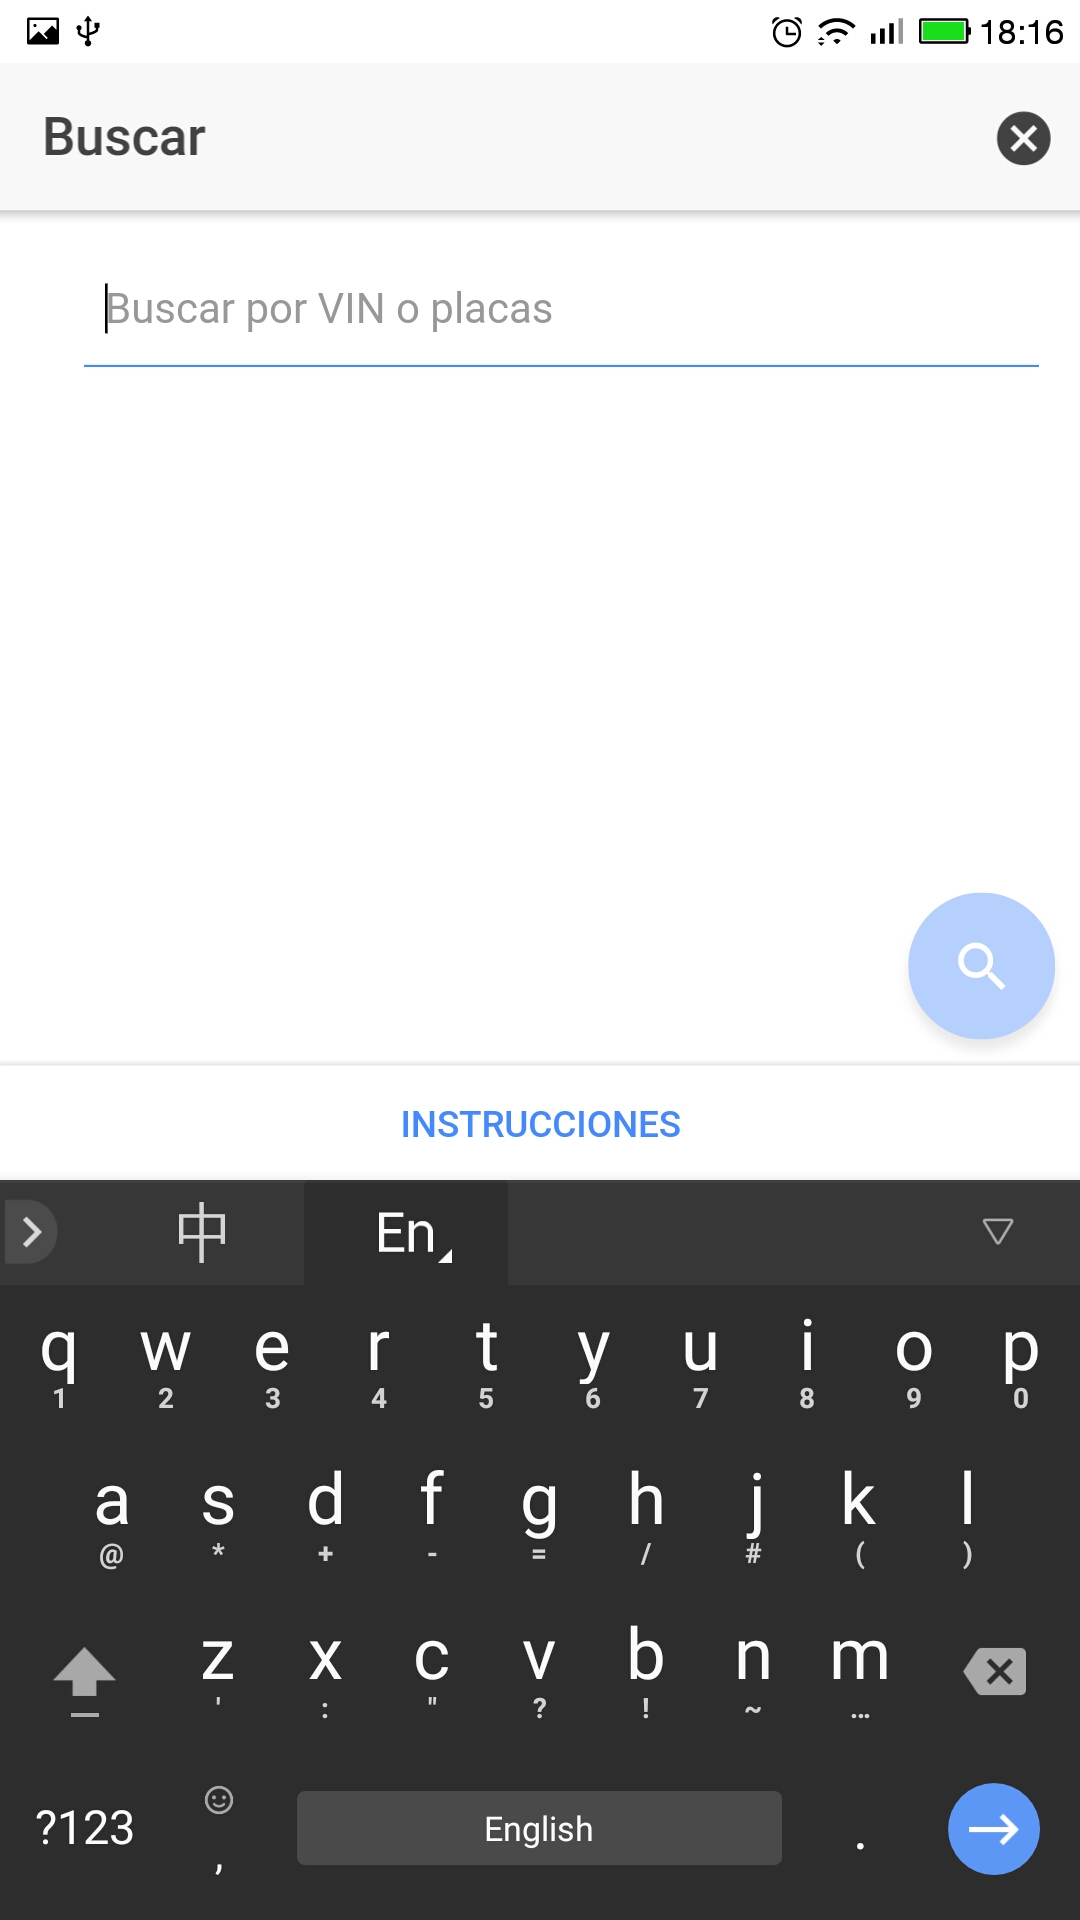 18:16
Buscar
Buscar por VIN o placas
INSTRUCCIONES
中 En
q w e r t y u i o p
1 2 3 4 5 6 7 8 9 0
a s d f g h j k l
@ * + - = / # ( )
z x c v b n m
' : " ? ! ~ …
?123 , English .